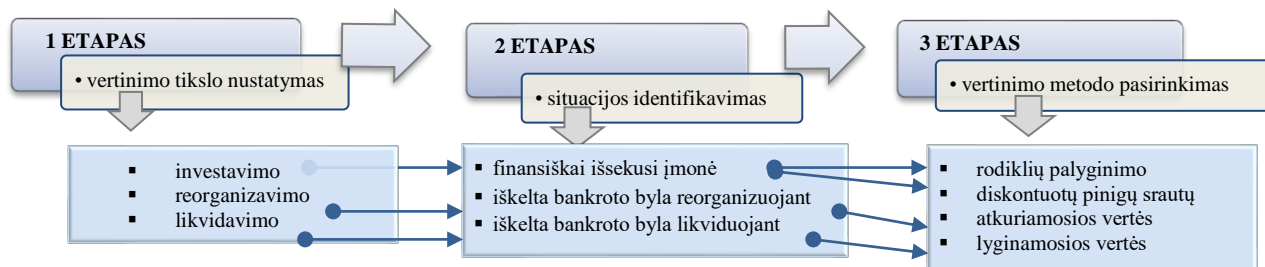 1 ETAPAS
• vertinimo tikslo nustatymas
▪ investavimo
▪ reorganizavimo
▪ likvidavimo
2 ETAPAS
• situacijos identifikavimas
▪ finansiškai išsekusi įmonė
▪ iškelta bankroto byla reorganizuojant
▪ iškelta bankroto byla likviduojant
3 ETAPAS
• vertinimo metodo pasirinkimas
▪ rodiklių palyginimo
▪ diskontuotų pinigų srautų
▪ atkuriamosios vertės
▪ lyginamosios vertės